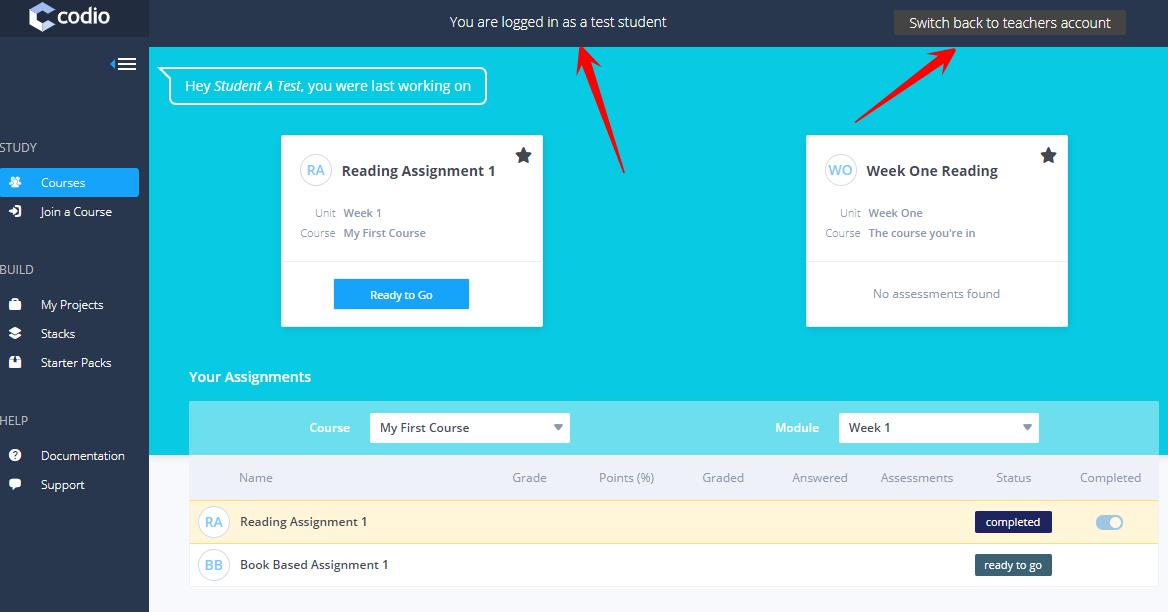 codio
You are logged in as a test student
Switch back to teachers account
Hey Student A Test, you were last working on
STUDY
Courses
Join a Course
BUILD
My Projects
Stacks
Starter Packs
HELP
Documentation
Support
RA
Reading Assignment 1
Unit Week 1
Course My First Course
Ready to Go
WO
Week One Reading
Unit Week One
Course The course you're in
No assessments found
Your Assignments
Course My First Course Module Week 1
Name Grade Points (%) Graded Answered Assessments Status Completed
RA Reading Assignment 1 completed
BB Book Based Assignment 1 ready to go